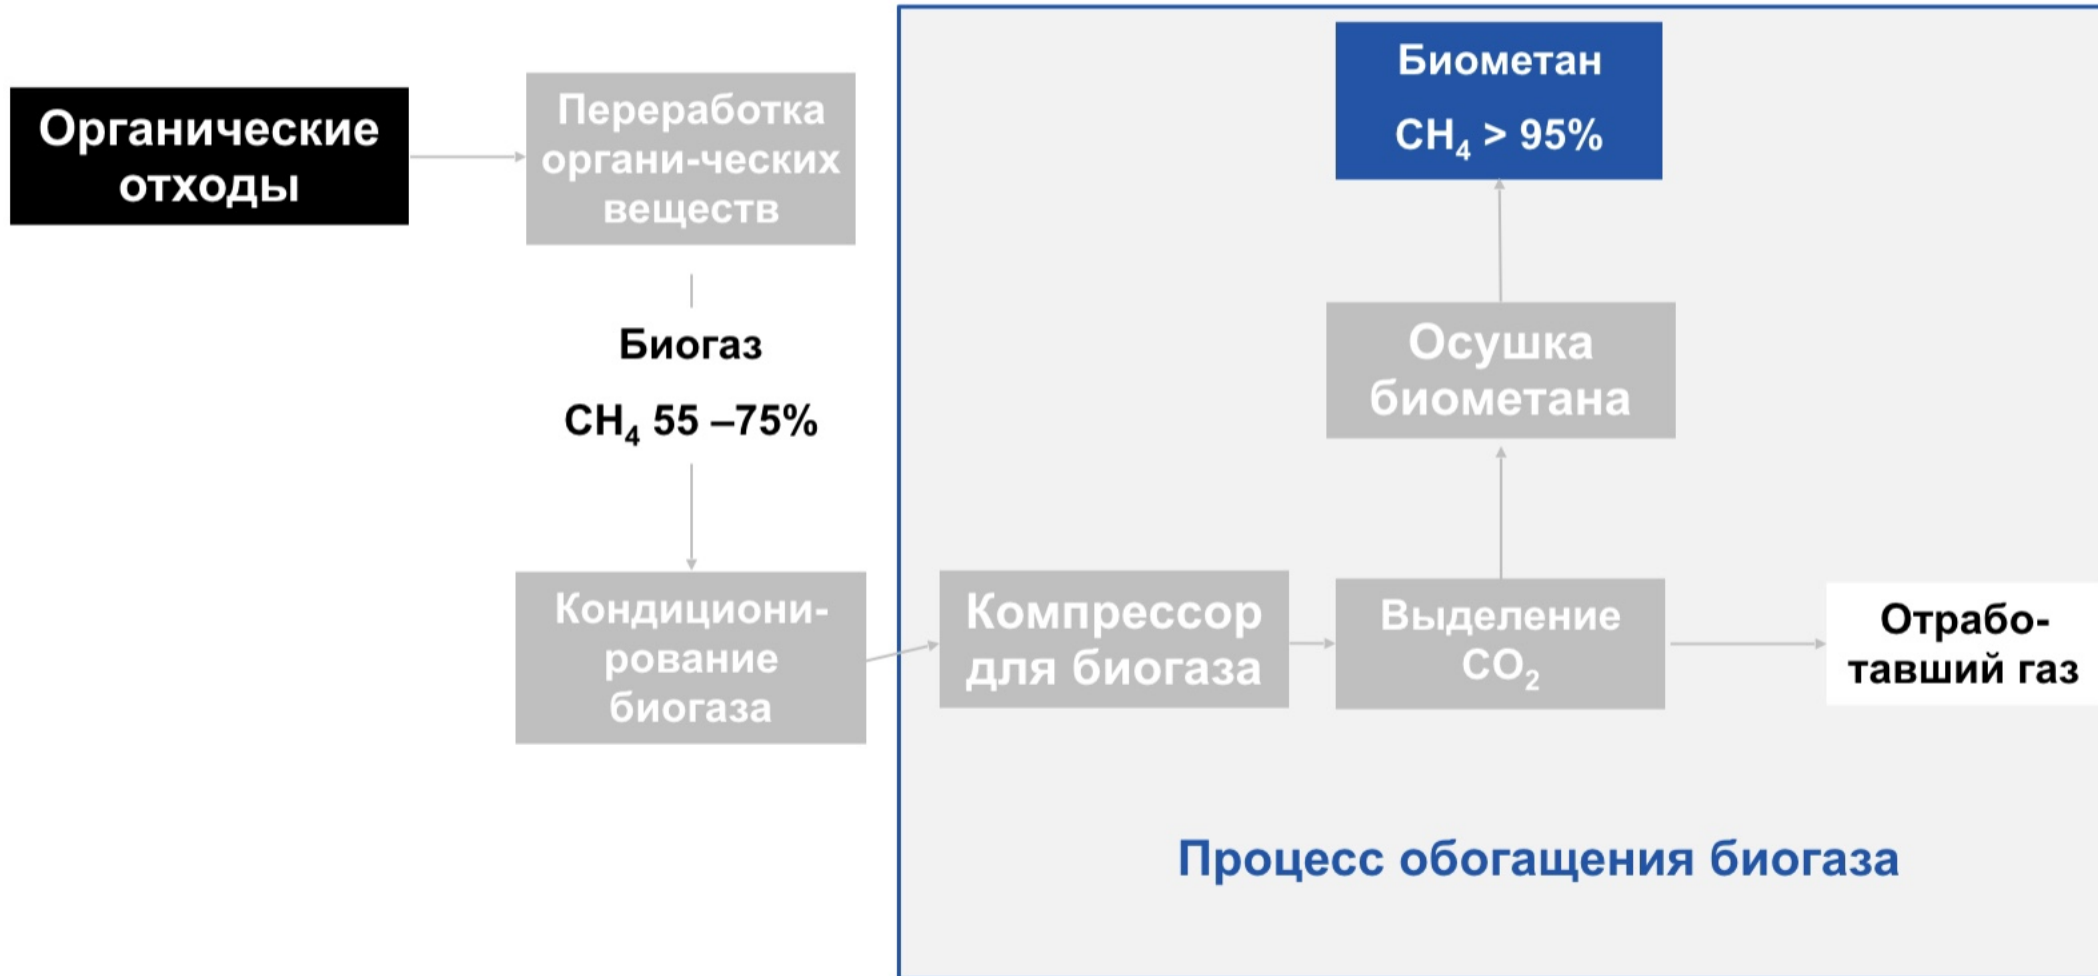 Органические
отходы
Переработка
органи-ческих
веществ
Биогаз
CH₄ 55 –75%
Кондициони-
рование
биогаза
Компрессор
для биогаза
Выделение
CO₂
Отрабо-
тавший газ
Осушка
биометана
Биометан
CH₄ > 95%
Процесс обогащения биогаза